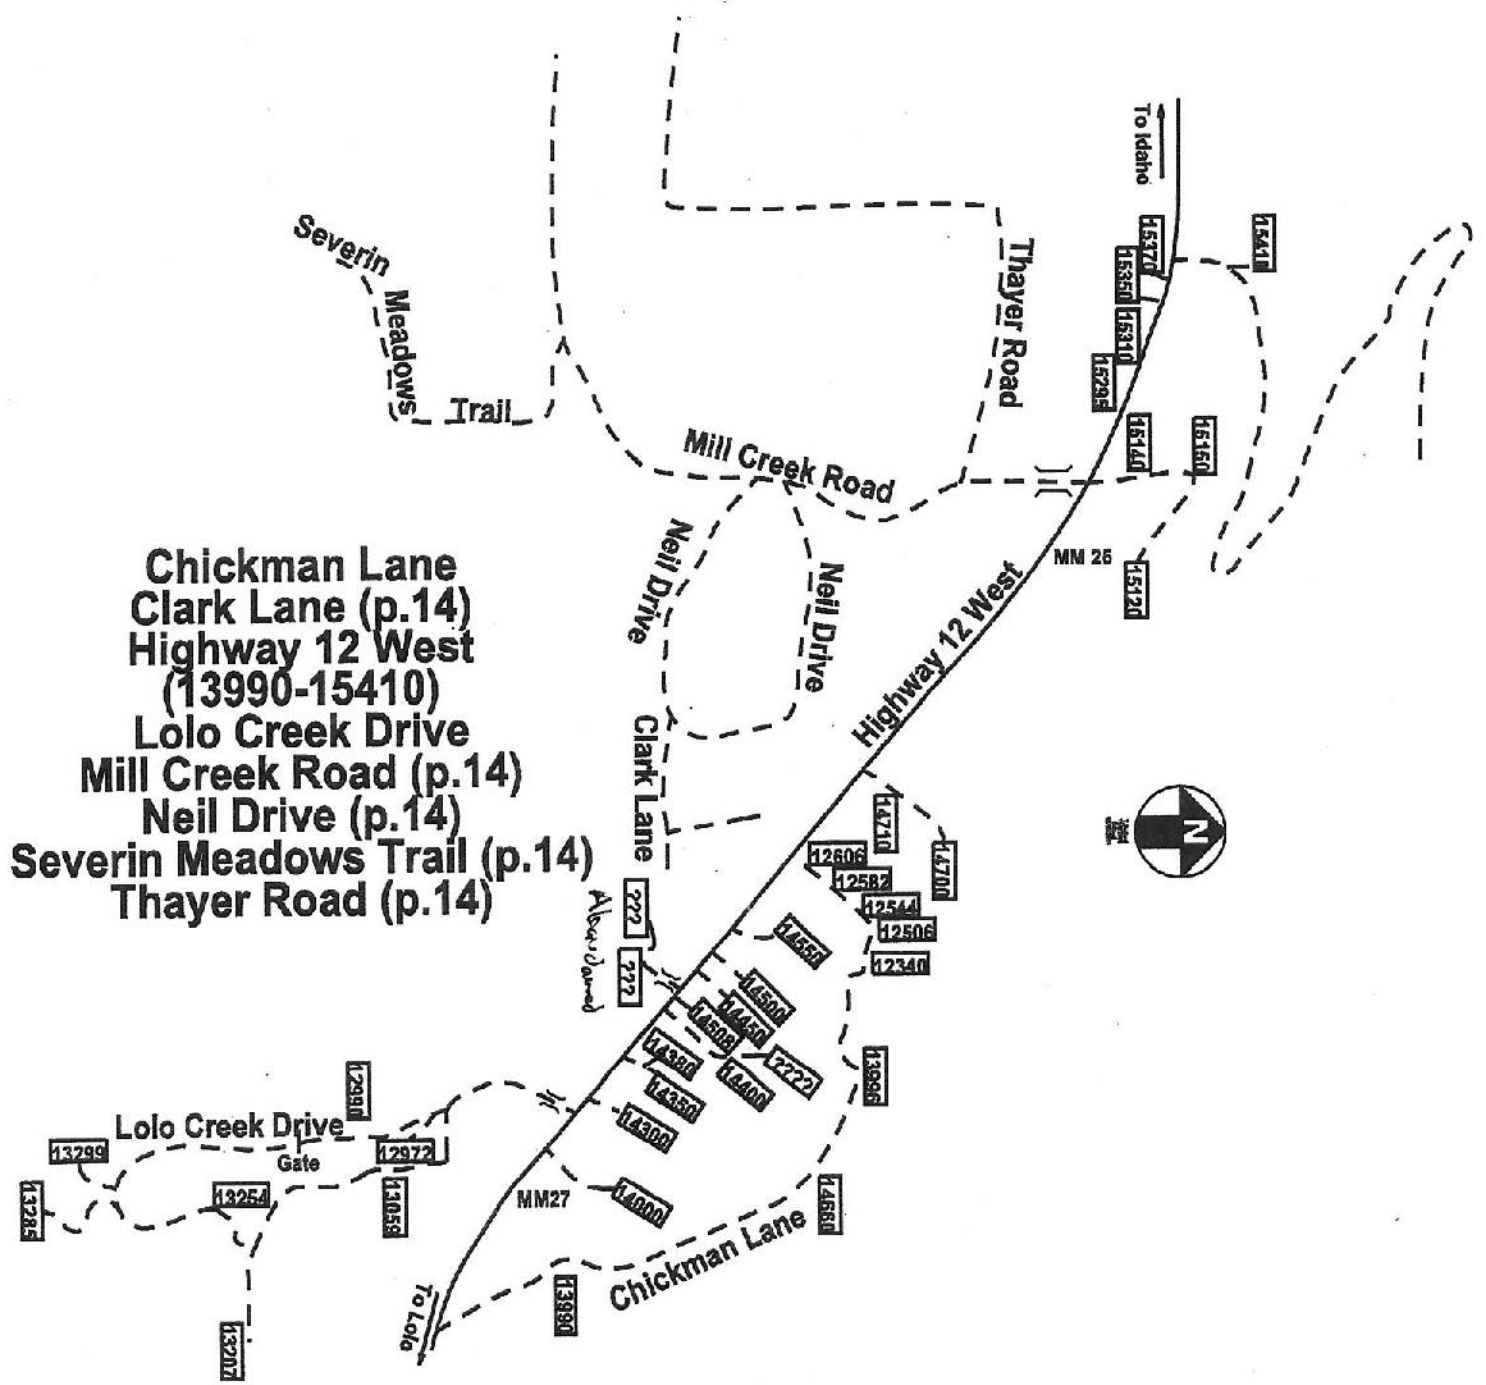 To Idaho
15370
15350
15310
15295
15410
15140
15160
15120
MM 26
Thayer Road
Severin
Meadows
Trail
Mill Creek Road
Neil Drive
Neil Drive
Highway 12 West
Chickman Lane
Clark Lane (p.14)
Highway 12 West
(13990-15410)
Lolo Creek Drive
Mill Creek Road (p.14)
Neil Drive (p.14)
Severin Meadows Trail (p.14)
Thayer Road (p.14)
Clark Lane
N
14710
14700
12606
12582
12544
12506
12340
???
???
Abandoned
14550
14500
14450
14508
14380
14350
????
14400
14300
14000
13996
14660
Chickman Lane
13990
MM27
To Lolo
12990
Lolo Creek Drive
Gate
12972
13299
13285
13254
13059
13207